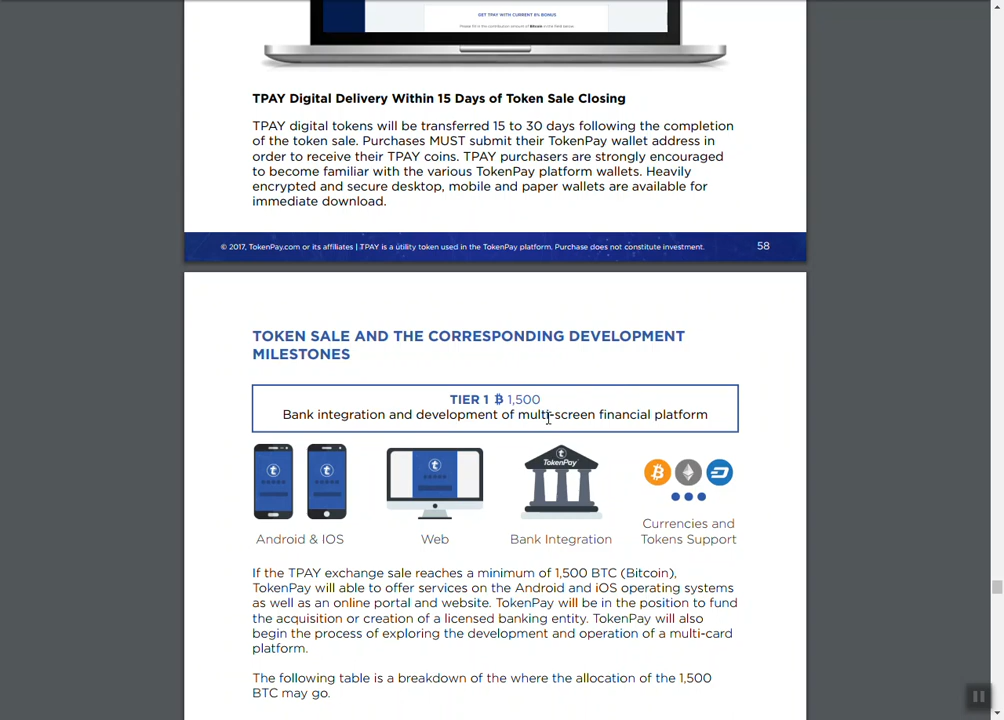 GET TPAY WITH CURRENT 8% BONUS
TPAY Digital Delivery Within 15 Days of Token Sale Closing
TPAY digital tokens will be transferred 15 to 30 days following the completion
of the token sale. Purchases MUST submit their TokenPay wallet address in
order to receive their TPAY coins. TPAY purchasers are strongly encouraged
to become familiar with the various TokenPay platform wallets. Heavily
encrypted and secure desktop, mobile and paper wallets are available for
immediate download.
© 2017, TokenPay.com or its affiliates | TPAY is a utility token used in the TokenPay platform. Purchase does not constitute investment.
58
TOKEN SALE AND THE CORRESPONDING DEVELOPMENT
MILESTONES
TIER 1 ₿ 1,500
Bank integration and development of multi-screen financial platform
TokenPay
Android & IOS
Web
Bank Integration
Currencies and
Tokens Support
If the TPAY exchange sale reaches a minimum of 1,500 BTC (Bitcoin),
TokenPay will able to offer services on the Android and iOS operating systems
as well as an online portal and website. TokenPay will be in the position to fund
the acquisition or creation of a licensed banking entity. TokenPay will also
begin the process of exploring the development and operation of a multi-card
platform.
The following table is a breakdown of the where the allocation of the 1,500
BTC may go.